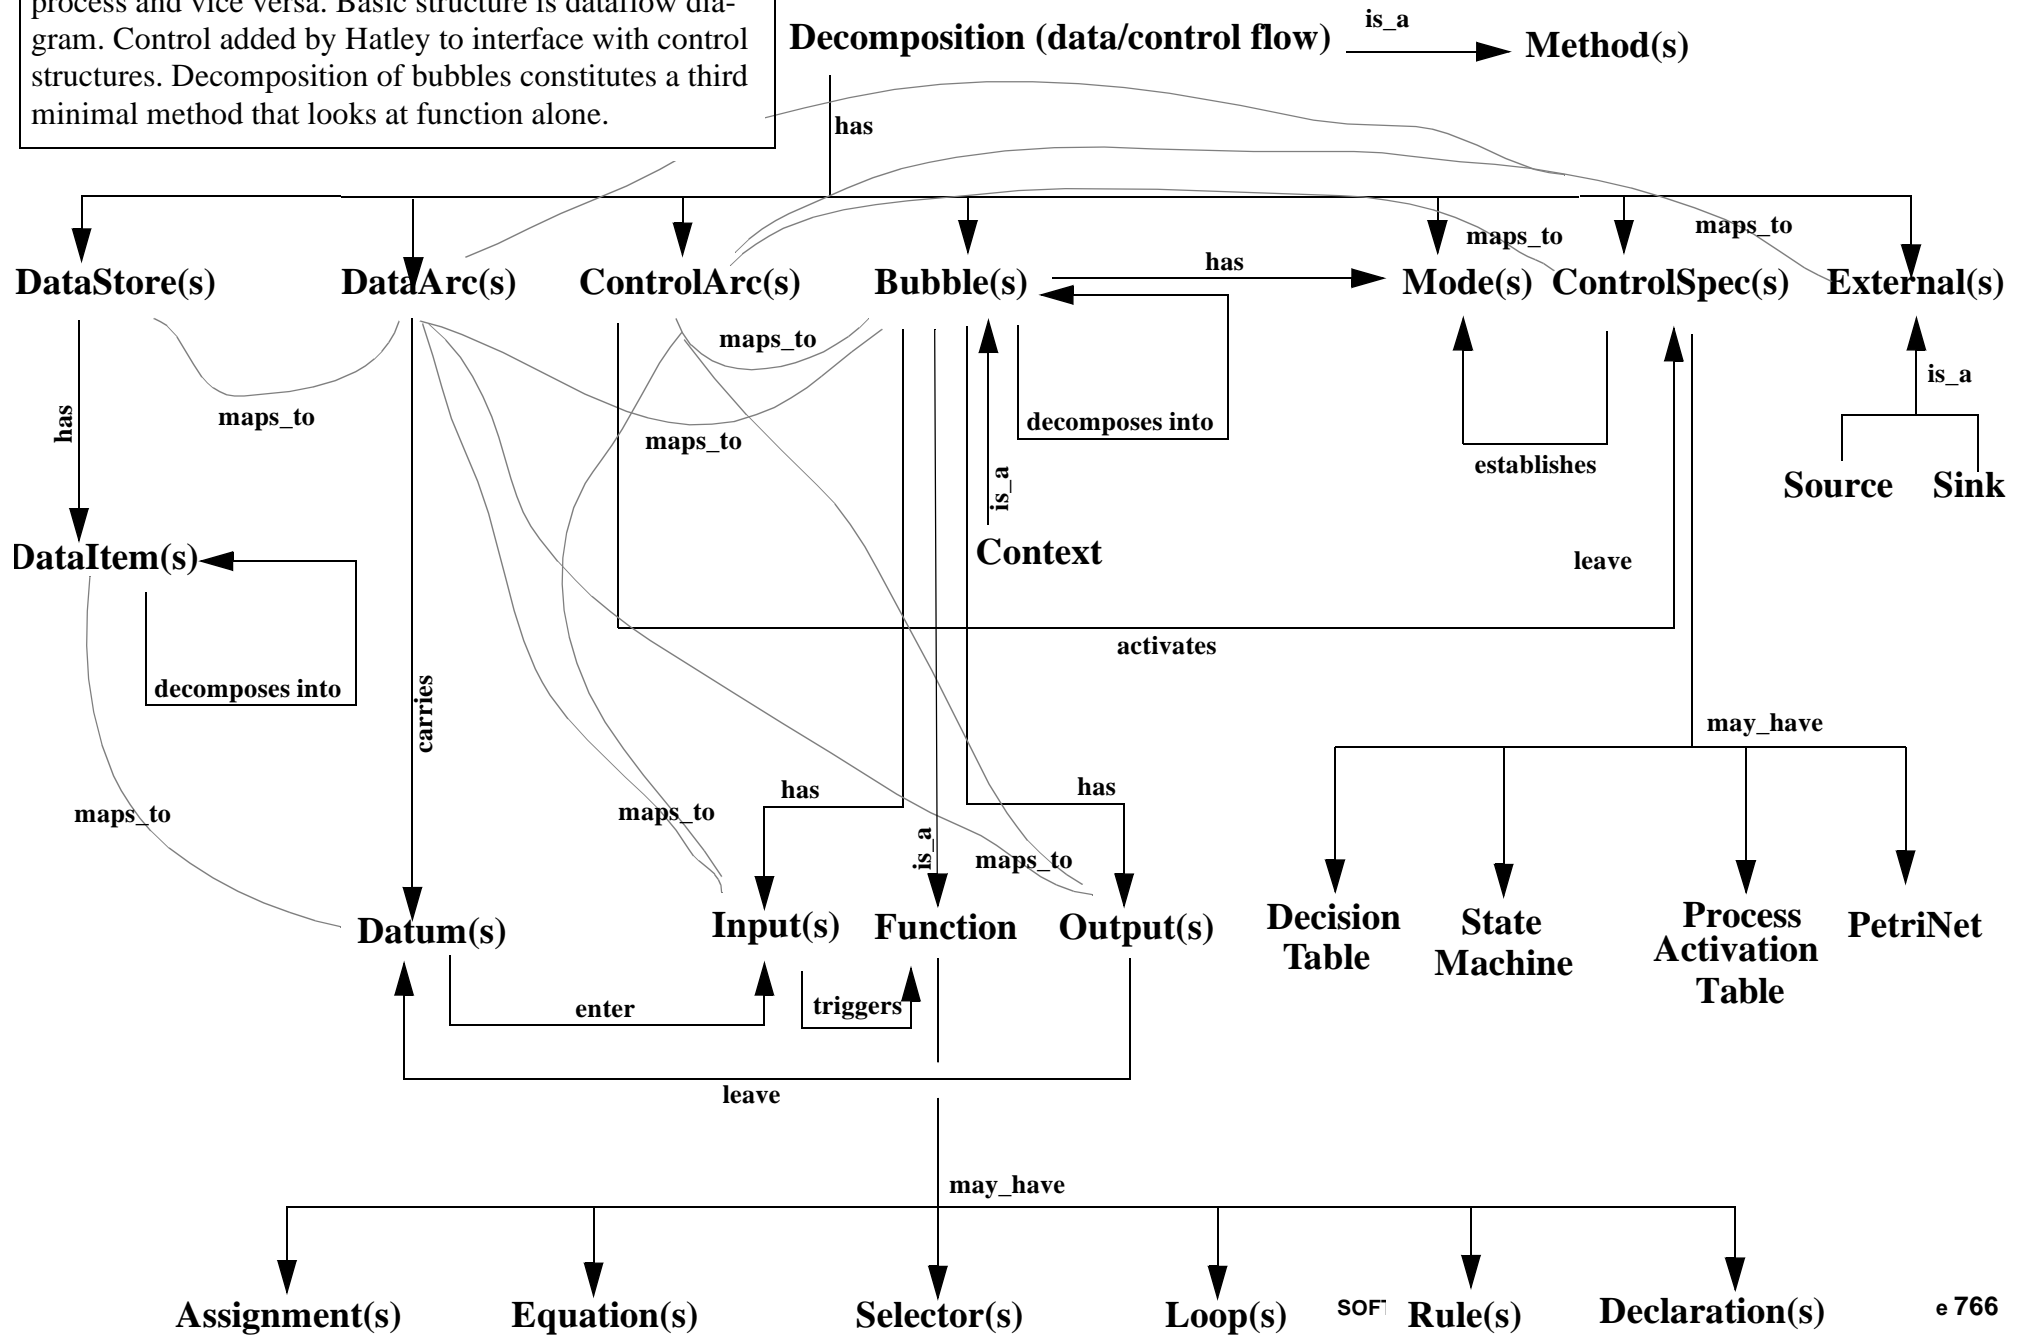 process and vice versa. Basic structure is dataflow dia-
gram. Control added by Hatley to interface with control
structures. Decomposition of bubbles constitutes a third
minimal method that looks at function alone.
Decomposition (data/control flow)
is_a
Method(s)
has
maps_to
maps_to
DataStore(s)
DataArc(s)
ControlArc(s)
Bubble(s)
has
Mode(s)
ControlSpec(s)
External(s)
maps_to
maps_to
maps_to
has
decomposes into
establishes
is_a
Source
Sink
is_a
Context
leave
DataItem(s)
decomposes into
activates
carries
may_have
maps_to
maps_to
has
has
is_a
maps_to
Datum(s)
Input(s)
Function
Output(s)
Decision
Table
State
Machine
Process
Activation
Table
PetriNet
enter
triggers
leave
may_have
Assignment(s)
Equation(s)
Selector(s)
Loop(s)
SOF
Rule(s)
Declaration(s)
e 766